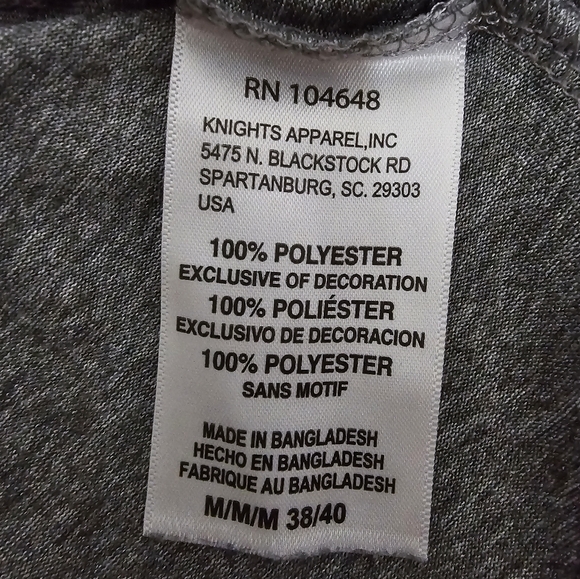 RN 104648
KNIGHTS APPAREL,INC
5475 N. BLACKSTOCK RD
SPARTANBURG, SC. 29303
USA
100% POLYESTER
EXCLUSIVE OF DECORATION
100% POLIÉSTER
EXCLUSIVO DE DECORACION
100% POLYESTER
SANS MOTIF
MADE IN BANGLADESH
HECHO EN BANGLADESH
FABRIQUE AU BANGLADESH
M/M/M 38/40